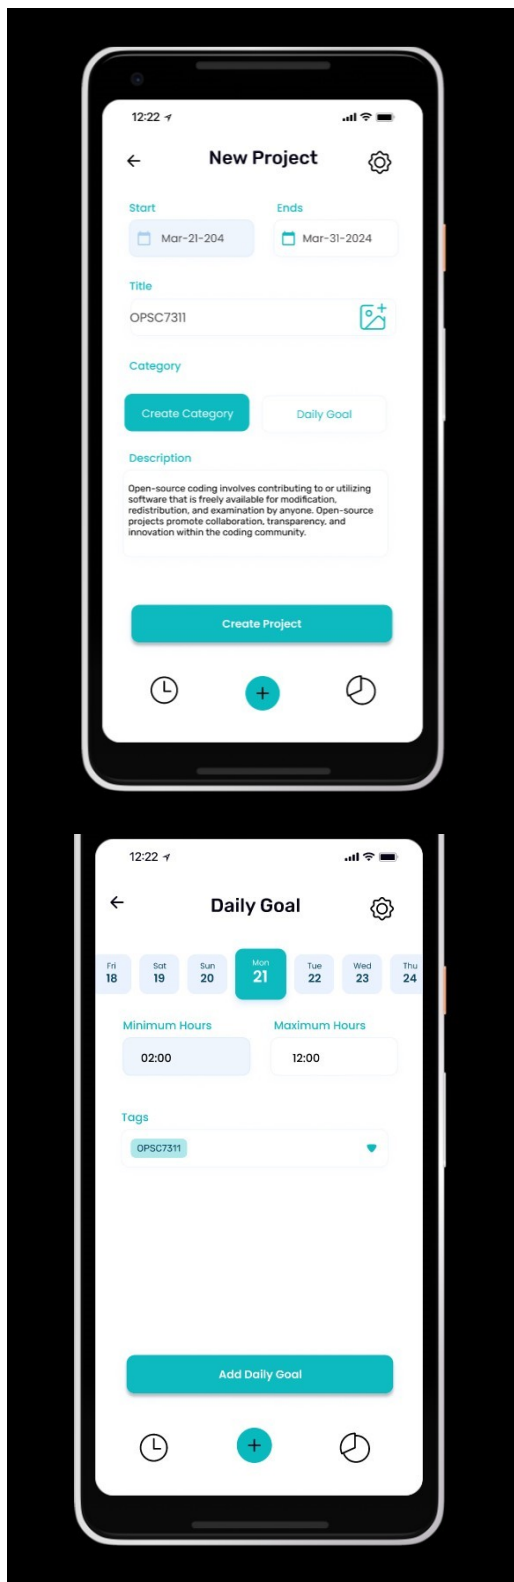 12:22
New Project
Start Ends
Mar-21-204 Mar-31-2024
Title
OPSC7311
Category
Create Category Daily Goal
Description
Open-source coding involves contributing to or utilizing
software that is freely available for modification,
redistribution, and examination by anyone. Open-source
projects promote collaboration, transparency, and
innovation within the coding community.
Create Project
12:22
Daily Goal
Fri Sat Sun Mon Tue Wed Thu
18 19 20 21 22 23 24
Minimum Hours Maximum Hours
02:00 12:00
Tags
OPSC7311
Add Daily Goal